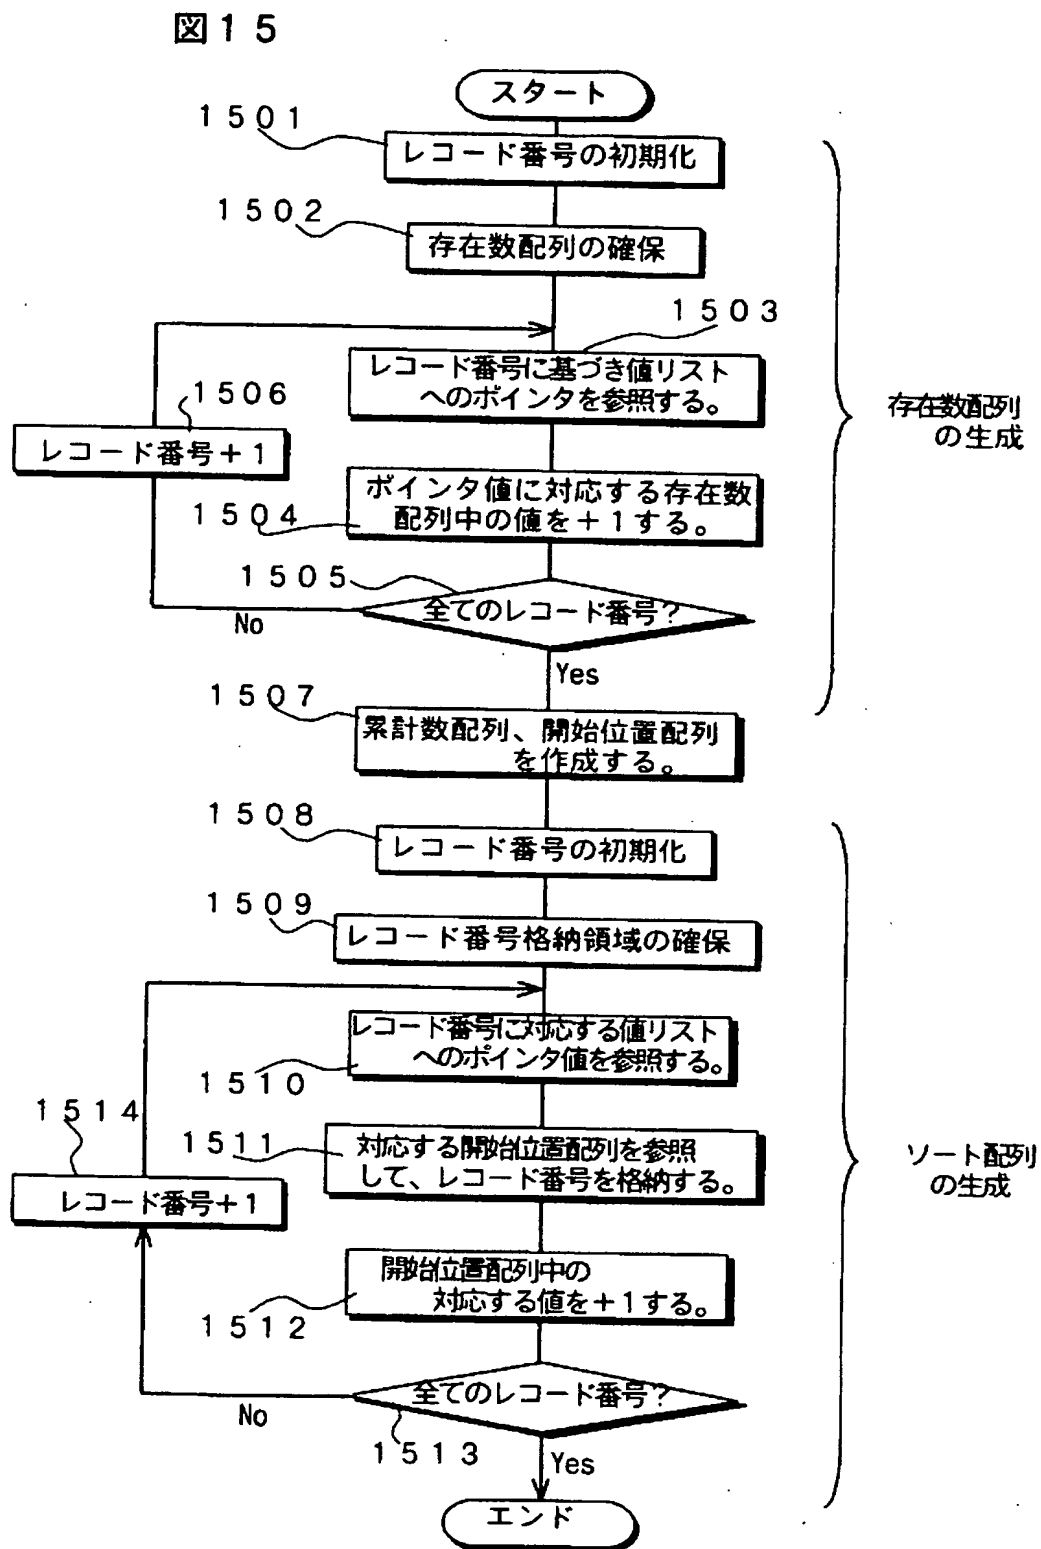 図15
スタート
1501
レコード番号の初期化
1502
存在数配列の確保
1503
レコード番号に基づき値リスト
へのポインタを参照する。
1506
レコード番号+1
1504
ポインタ値に対応する存在数
配列中の値を+1する。
1505
全てのレコード番号?
No
Yes
存在数配列
の生成
1507
累計数配列、開始位置配列
を作成する。
1508
レコード番号の初期化
1509
レコード番号格納領域の確保
1510
レコード番号に対応する値リスト
へのポインタ値を参照する。
1514
レコード番号+1
1511
対応する開始位置配列を参照
して、レコード番号を格納する。
1512
開始位置配列中の
対応する値を+1する。
全てのレコード番号?
No
1513
Yes
ソート配列
の生成
エンド